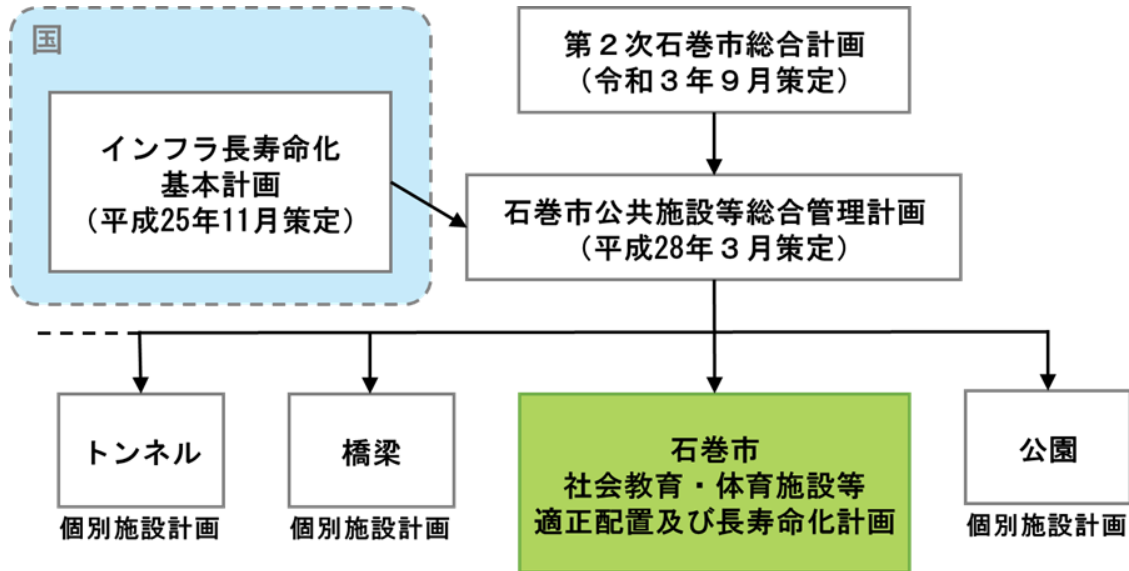 国
インフラ長寿命化
基本計画
（平成25年11月策定）
第２次石巻市総合計画
（令和３年９月策定）
石巻市公共施設等総合管理計画
（平成28年３月策定）
トンネル
個別施設計画
橋梁
個別施設計画
石巻市
社会教育・体育施設等
適正配置及び長寿命化計画
公園
個別施設計画